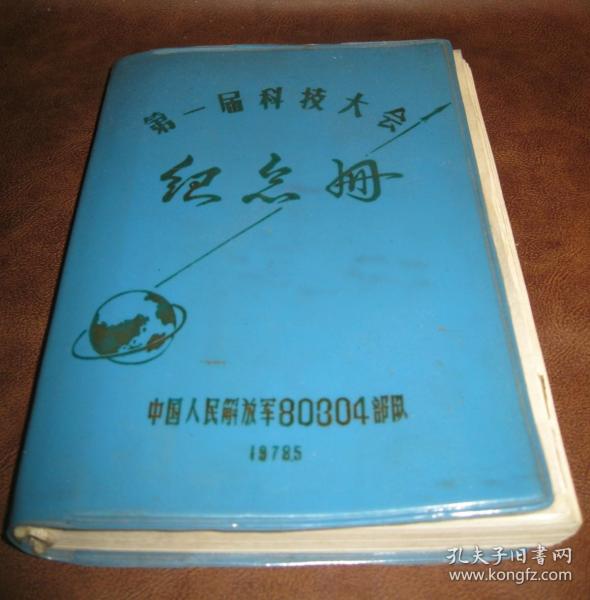 第一届科技大会
纪念册
中国人民解放军80304部队
1978.5
孔夫子旧书网
www.kongfz.com